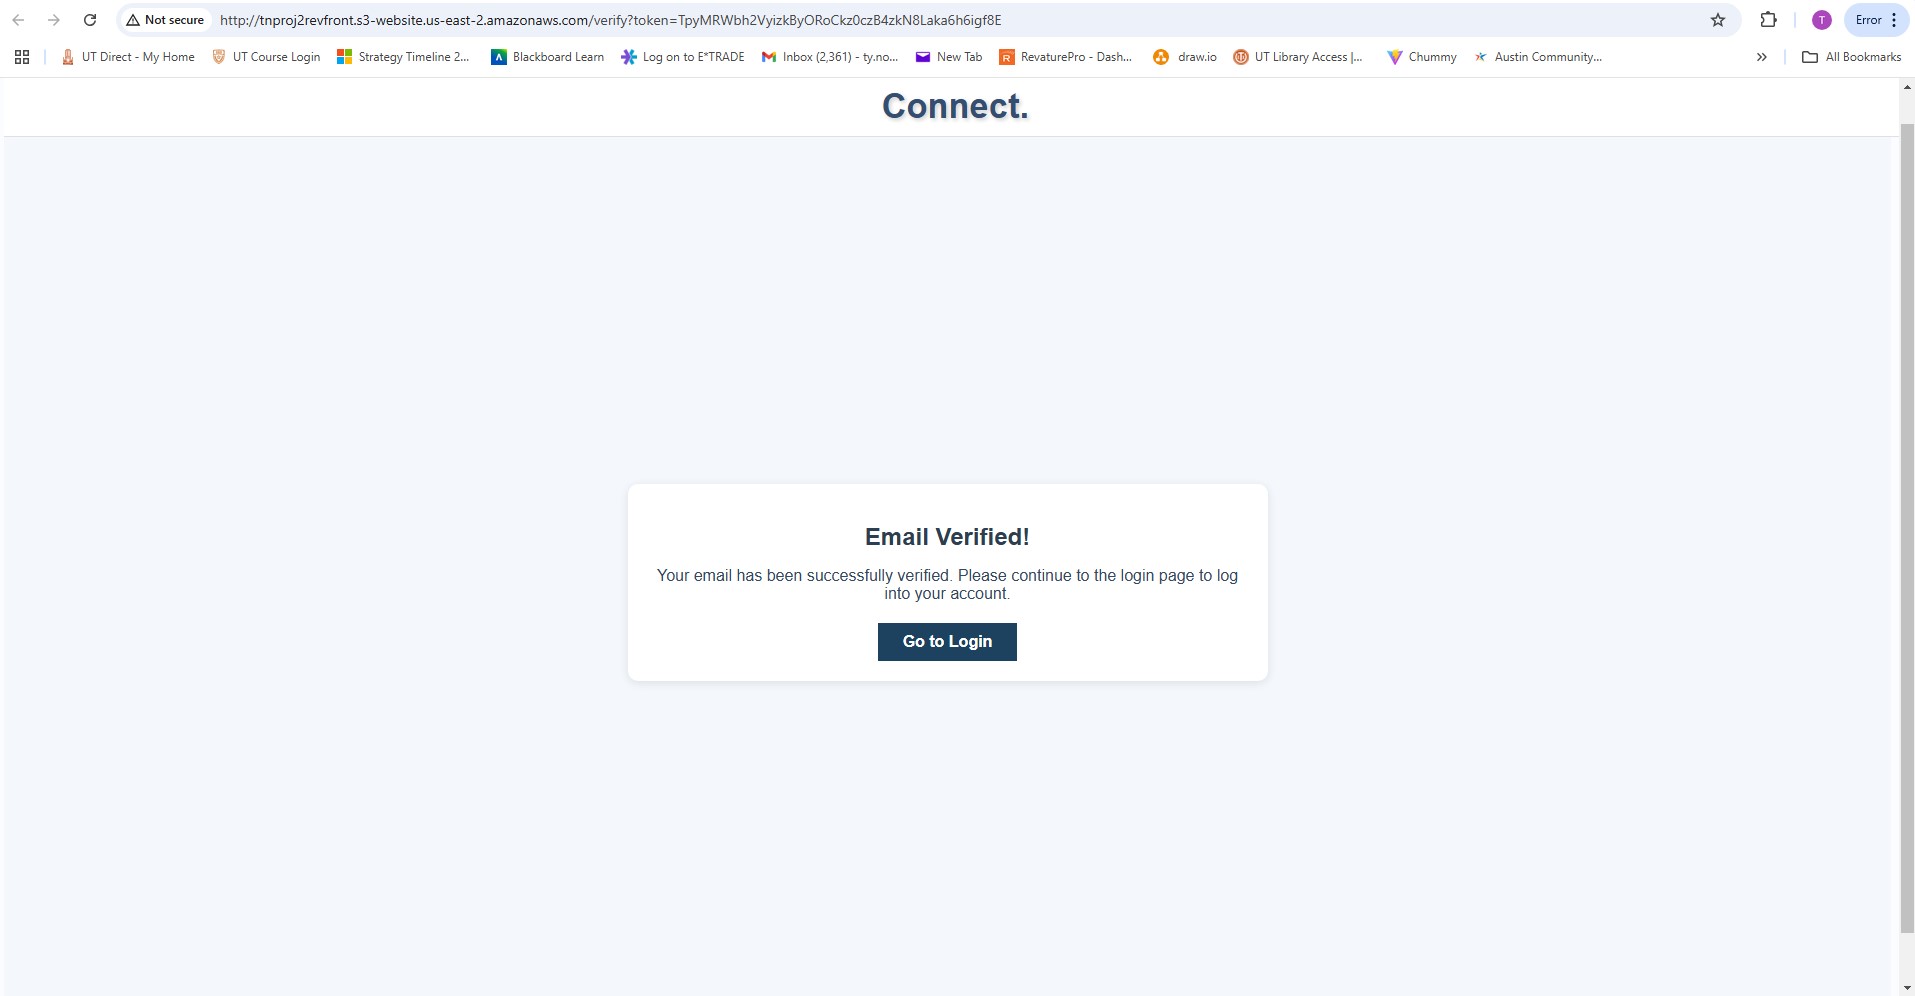 Not secure
http://tnproj2revfront.s3-website.us-east-2.amazonaws.com/verify?token=TpyMRWbh2VyizkByORoCkz0czB4zkN8Laka6h6igf8E
T
Error
UT Direct - My Home
UT Course Login
Strategy Timeline 2...
Blackboard Learn
Log on to E*TRADE
Inbox (2,361) - ty.no...
New Tab
R
RevaturePro - Dash...
draw.io
UT Library Access |...
Chummy
Austin Community...
»
All Bookmarks
Connect.
Email Verified!
Your email has been successfully verified. Please continue to the login page to log
into your account.
Go to Login